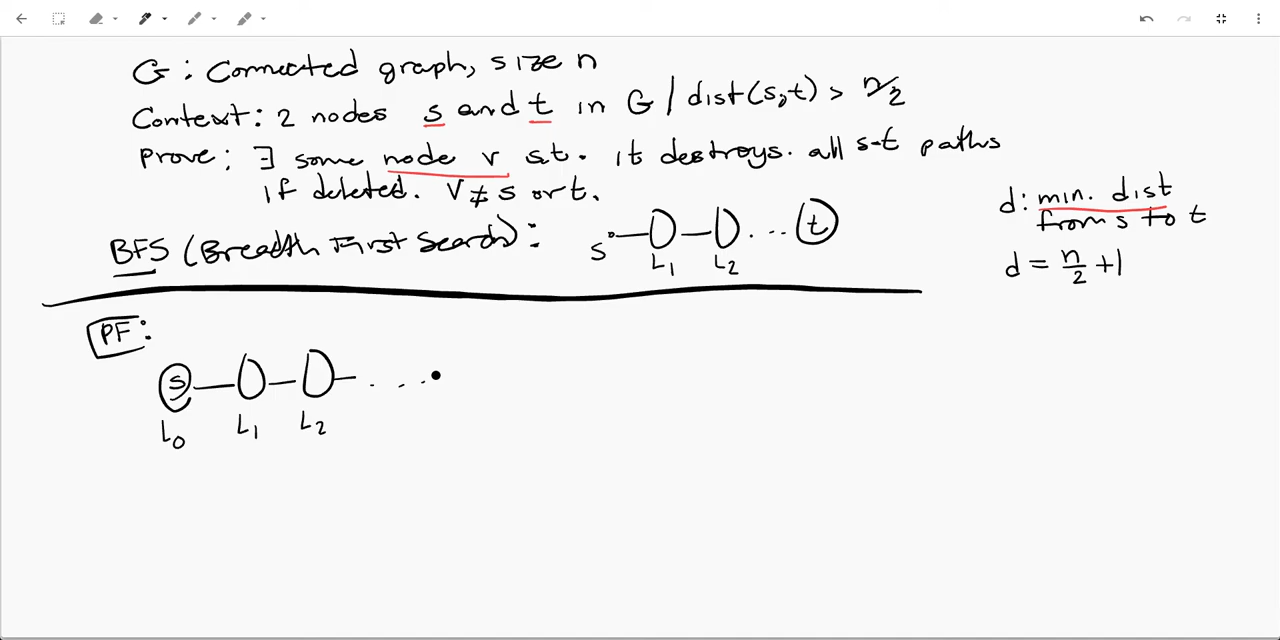 G : Connected graph, size n
Context: 2 nodes s and t in G / dist(s,t) > n/2
Prove: ∃ some node v s.t. it destroys. all s-t paths
if deleted. V ≠ s or t.
d: min. dist
from s to t
d = n/2 + 1
BFS (Breadth First Search) :
S L1 L2 ... t
PF :
S
L0 L1 L2